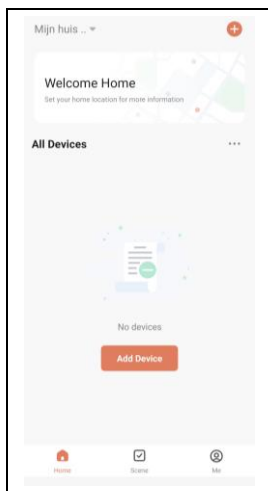 Mijn huis ..
Welcome Home
Set your home location for more information
All Devices
...
No devices
Add Device
Home
Scene
Me